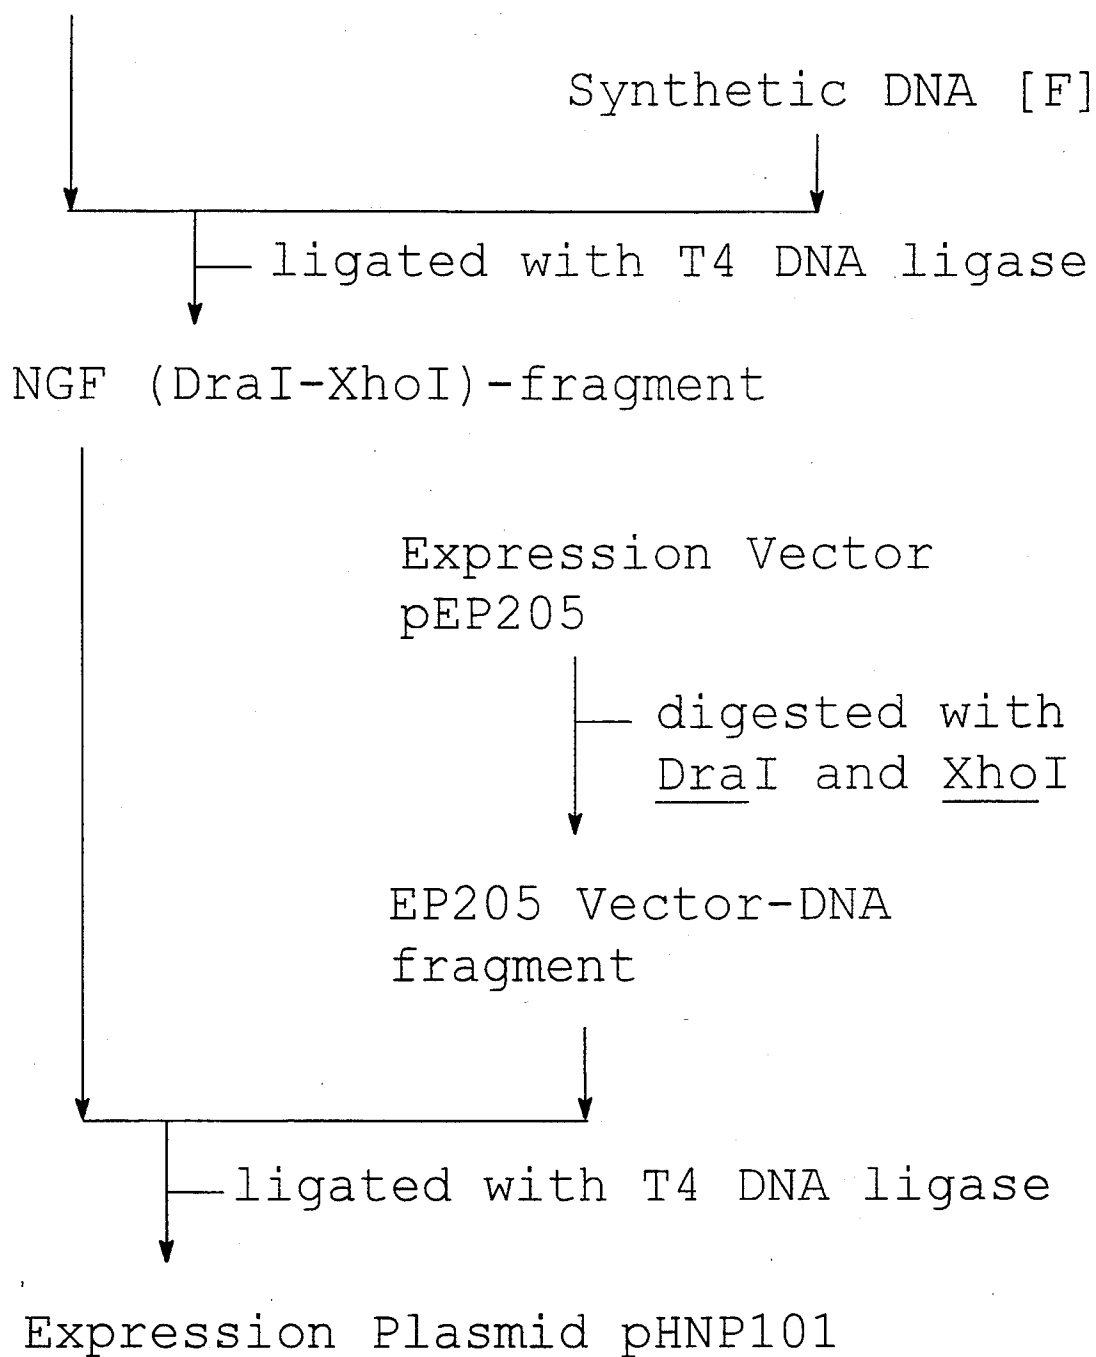 Synthetic DNA [F]
ligated with T4 DNA ligase
NGF (DraI-XhoI)-fragment
Expression Vector
pEP205
digested with
DraI and XhoI
EP205 Vector-DNA
fragment
ligated with T4 DNA ligase
Expression Plasmid pHNP101